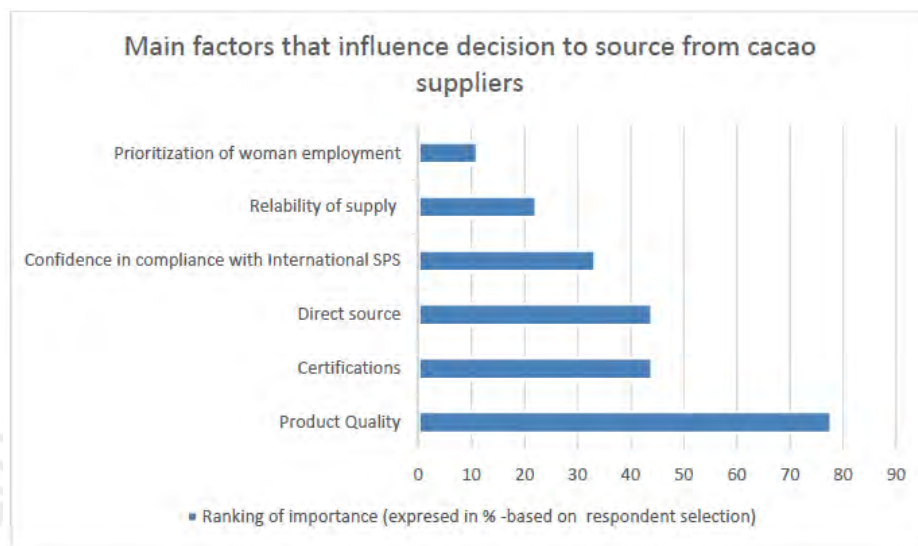 Main factors that influence decision to source from cacao
suppliers
Prioritization of woman employment
Relability of supply
Confidence in compliance with International SPS
Direct source
Certifications
Product Quality
0 10 20 30 40 50 60 70 80 90
Ranking of importance (expresed in % -based on respondent selection)